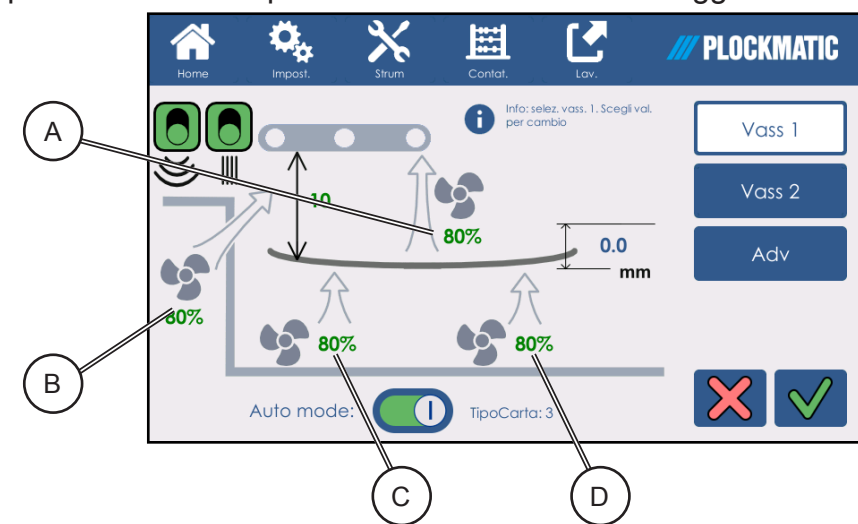 Home
Impost.
Strum
Contat.
Lav.
PLOCKMATIC
Info: selez. vass. 1. Scegli val.
per cambio
Vass 1
Vass 2
Adv
A
10
80%
0.0
mm
80%
B
80%
80%
Auto mode:
TipoCarta: 3
C
D